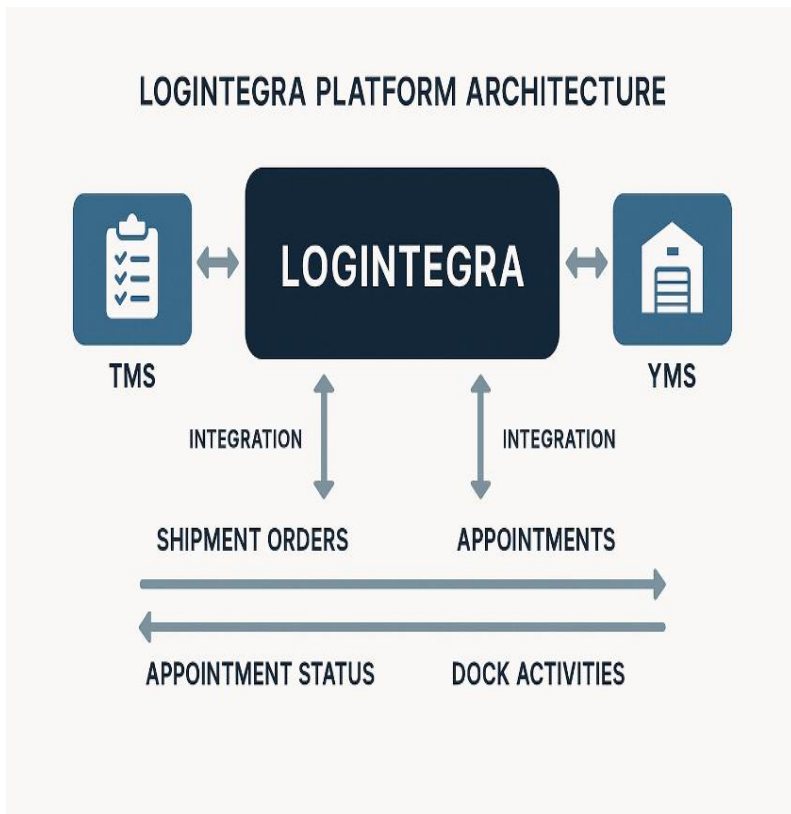 LOGINTEGRA PLATFORM ARCHITECTURE
LOGINTEGRA
TMS
YMS
INTEGRATION
INTEGRATION
SHIPMENT ORDERS
APPOINTMENTS
APPOINTMENT STATUS
DOCK ACTIVITIES